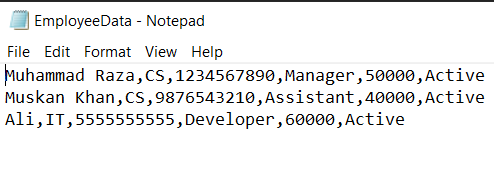 EmployeeData - Notepad
File Edit Format View Help
Muhammad Raza,CS,1234567890,Manager,50000,Active
Muskan Khan,CS,9876543210,Assistant,40000,Active
Ali,IT,5555555555,Developer,60000,Active